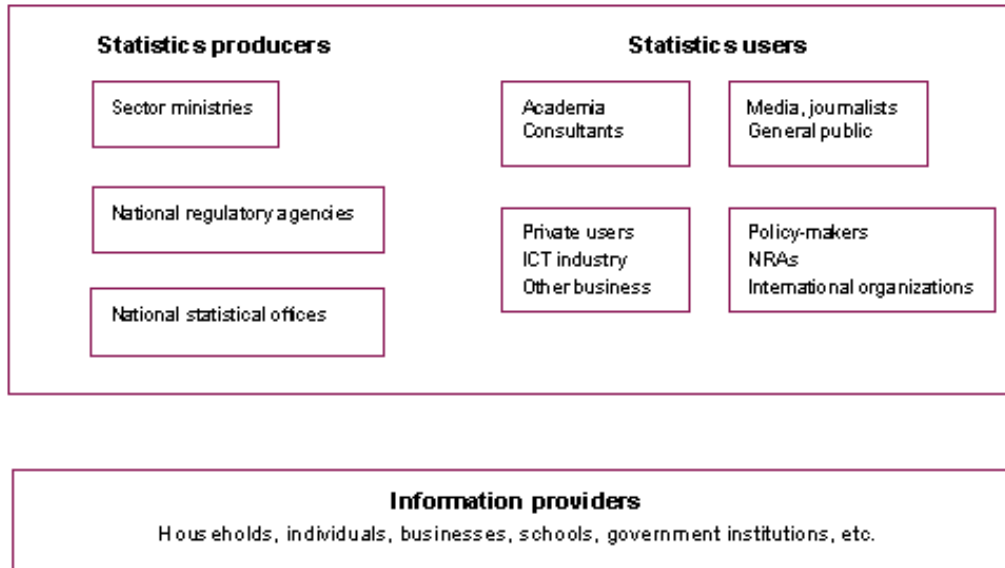 Statistics producers
Sector ministries
National regulatory agencies
National statistical offices
Statistics users
Academia
Consultants
Media, journalists
General public
Private users
ICT industry
Other business
Policy-makers
NRAs
International organizations
Information providers
Households, individuals, businesses, schools, government institutions, etc.